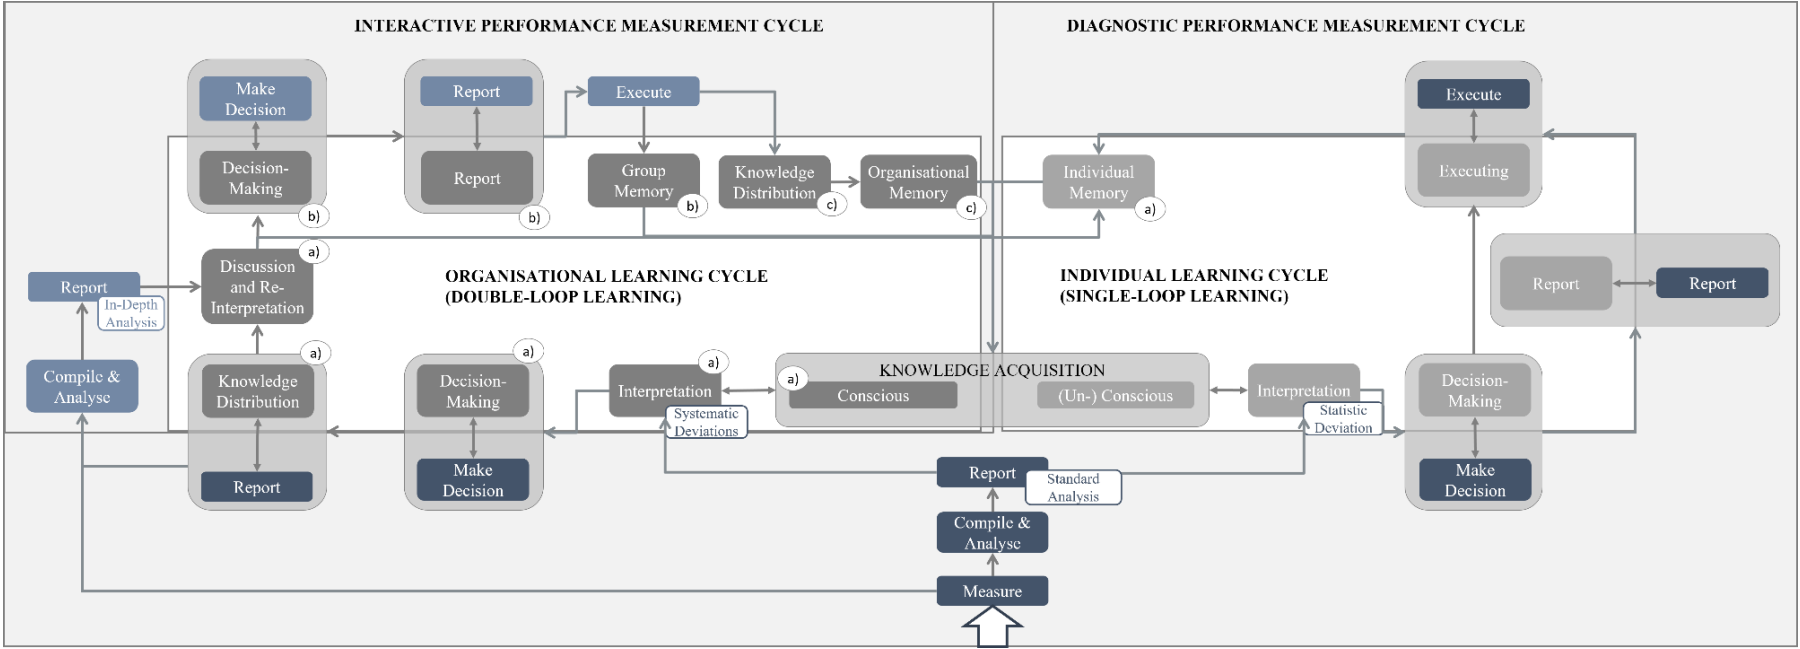 INTERACTIVE PERFORMANCE MEASUREMENT CYCLE
DIAGNOSTIC PERFORMANCE MEASUREMENT CYCLE
Make
Decision
Decision-
Making
b)
Report
Report
b)
Execute
Group
Memory
b)
Knowledge
Distribution
c)
Organisational
Memory
c)
Individual
Memory
a)
Execute
Executing
Discussion
and Re-
Interpretation
a)
Report
In-Depth
Analysis
ORGANISATIONAL LEARNING CYCLE
(DOUBLE-LOOP LEARNING)
INDIVIDUAL LEARNING CYCLE
(SINGLE-LOOP LEARNING)
Report
Report
Compile &
Analyse
Knowledge
Distribution
a)
Report
Decision-
Making
a)
Make
Decision
Interpretation
a)
Systematic
Deviations
KNOWLEDGE ACQUISITION
a)
Conscious
(Un-) Conscious
Interpretation
Statistic
Deviation
Decision-
Making
Make
Decision
Report
Standard
Analysis
Compile &
Analyse
Measure